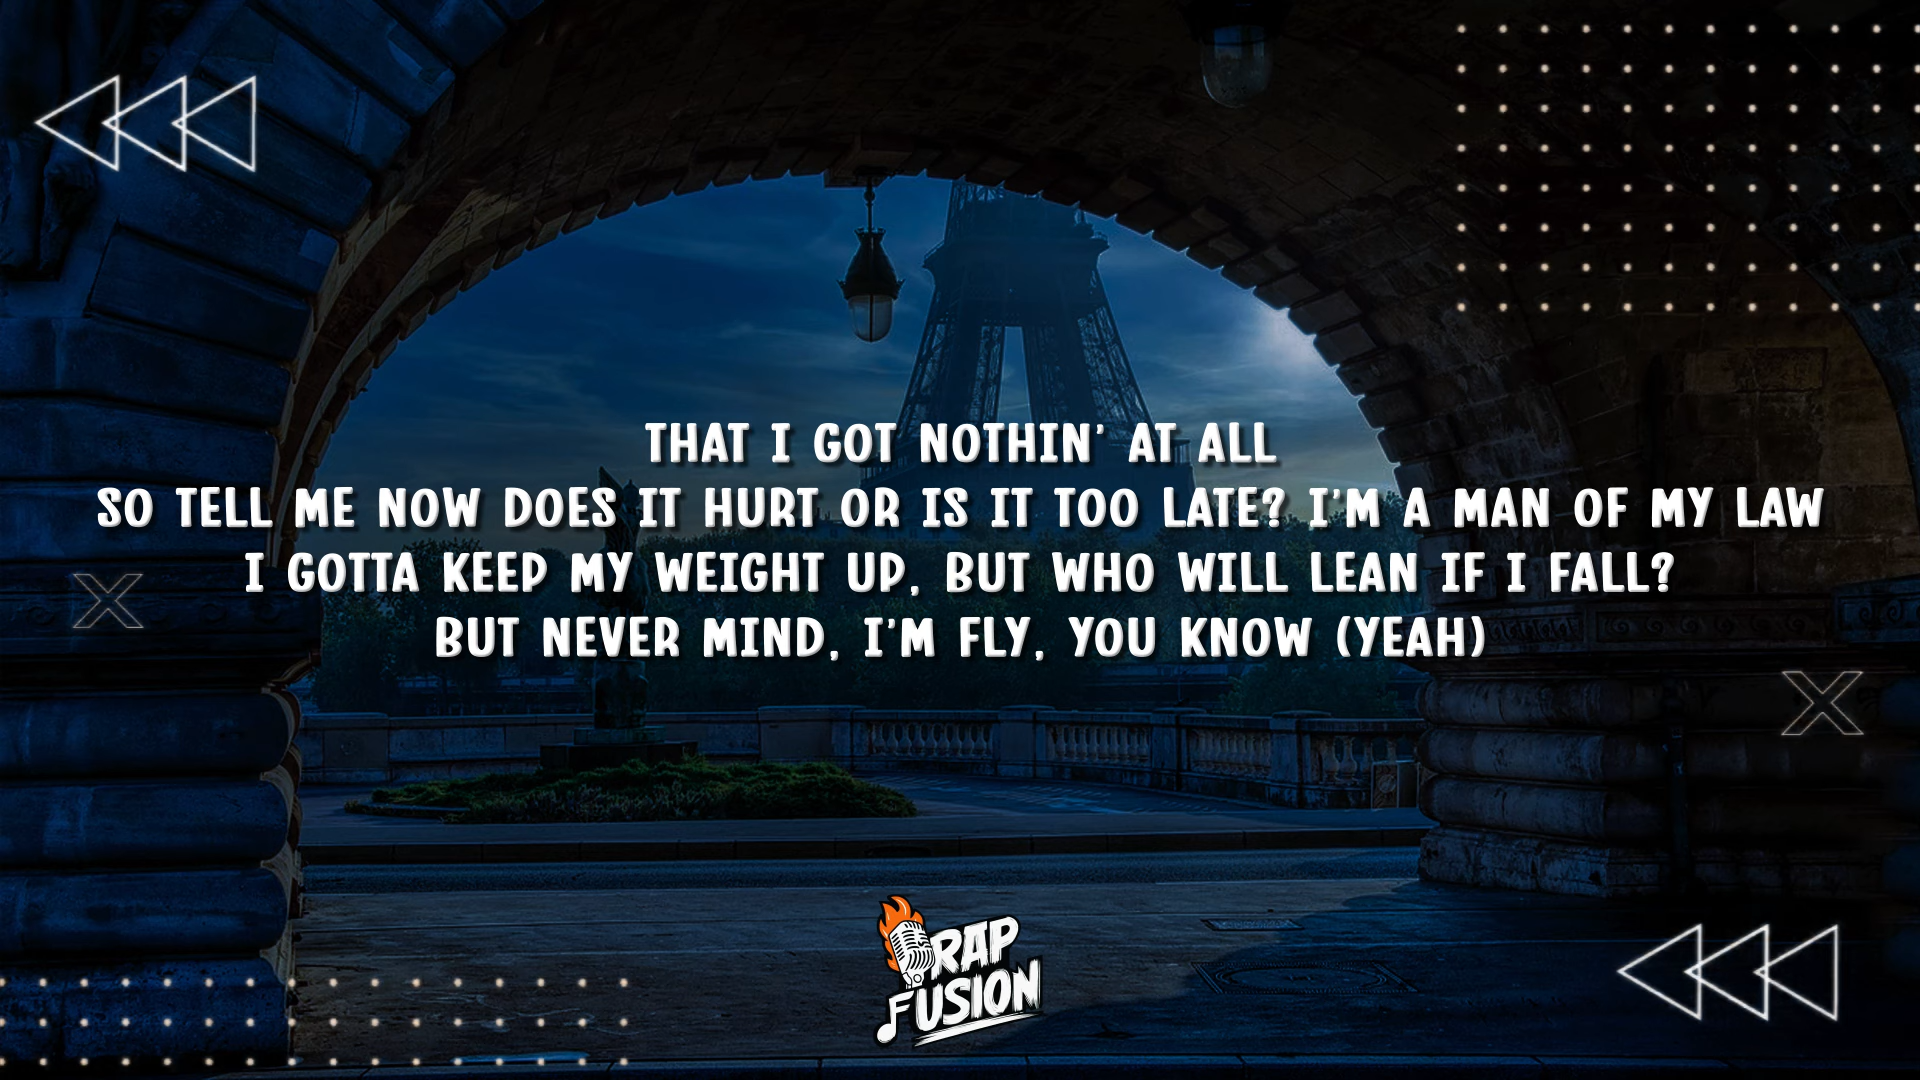 THAT I GOT NOTHIN' AT ALL
SO TELL ME NOW DOES IT HURT OR IS IT TOO LATE? I'M A MAN OF MY LAW
I GOTTA KEEP MY WEIGHT UP, BUT WHO WILL LEAN IF I FALL?
BUT NEVER MIND, I'M FLY, YOU KNOW (YEAH)
RAP
FUSION